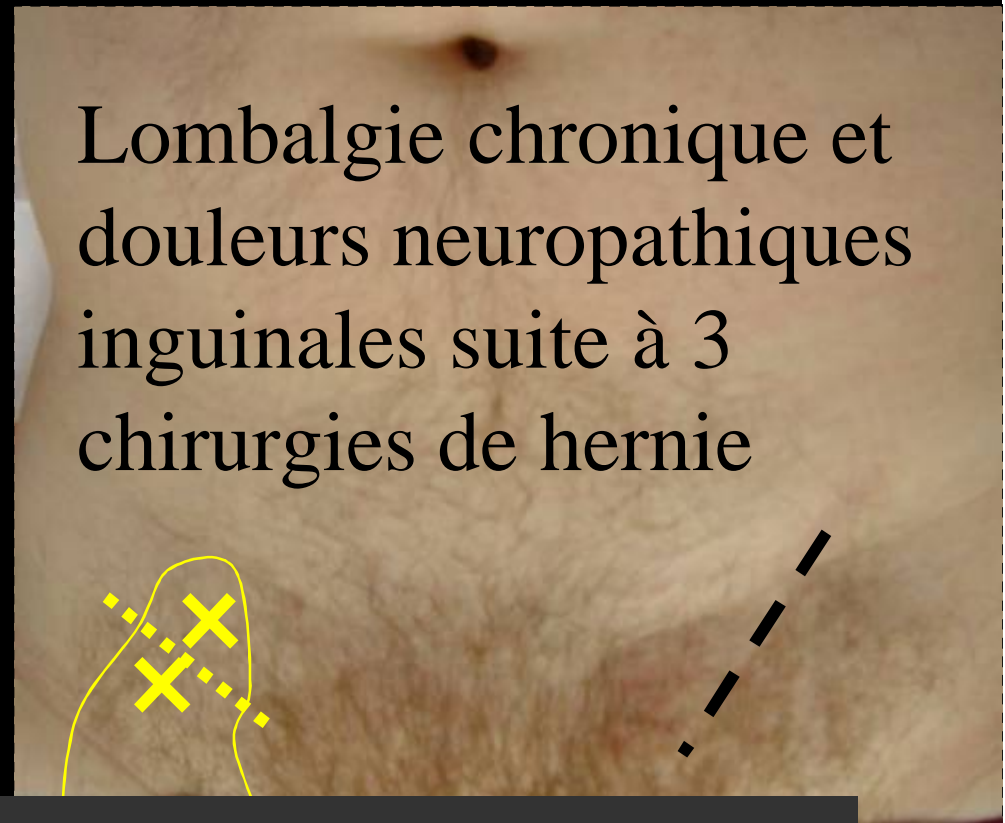 Lombalgie chronique et
douleurs neuropathiques
inguinales suite à 3
chirurgies de hernie